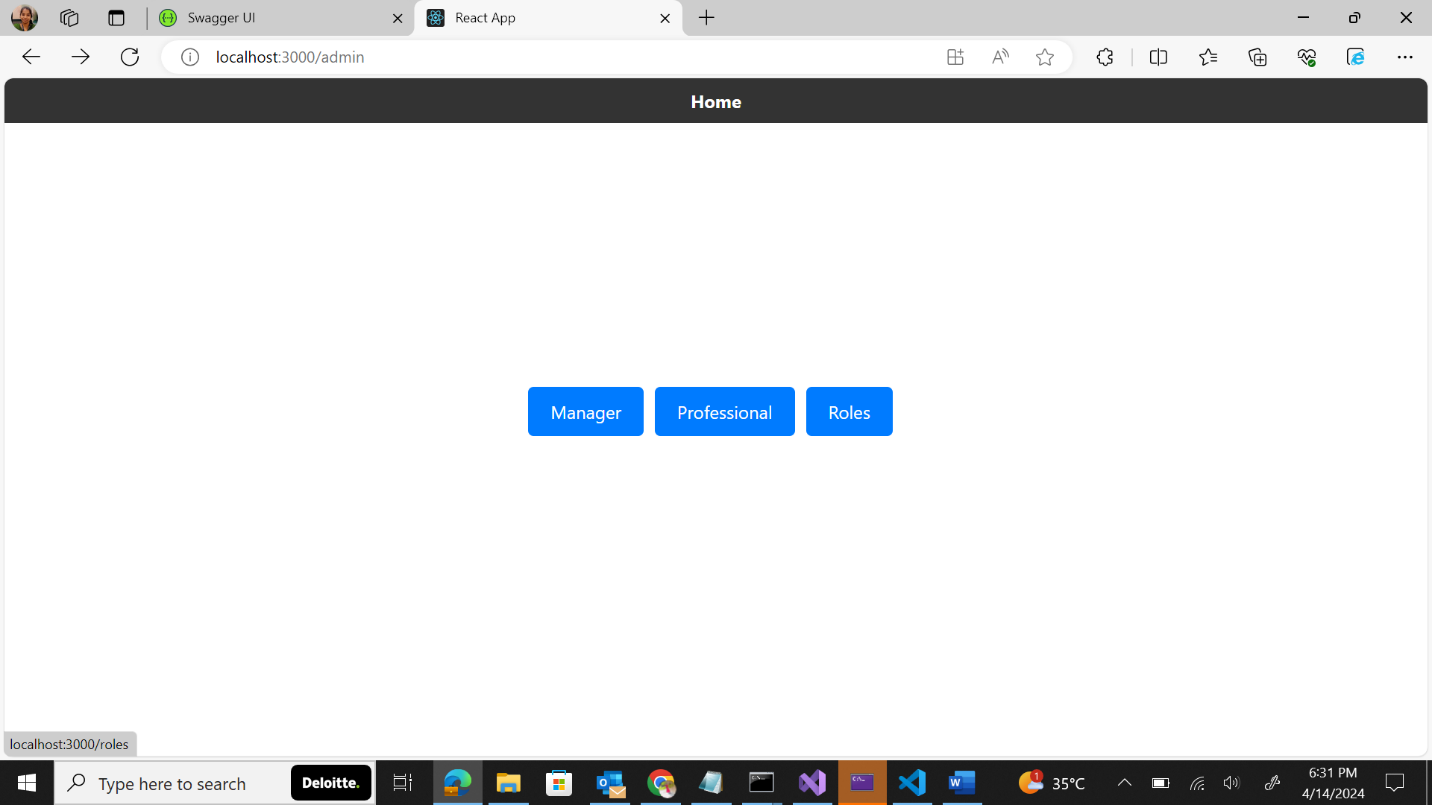 Swagger UI
React App
localhost:3000/admin
Home
Manager
Professional
Roles
localhost:3000/roles
Type here to search
Deloitte.
1
35°C
6:31 PM
4/14/2024